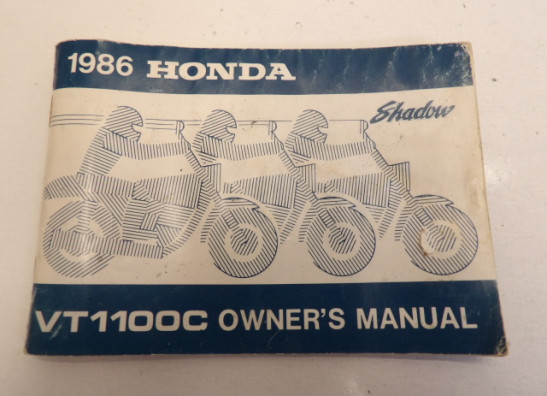 1986 HONDA
Shadow
VT1100C OWNER'S MANUAL